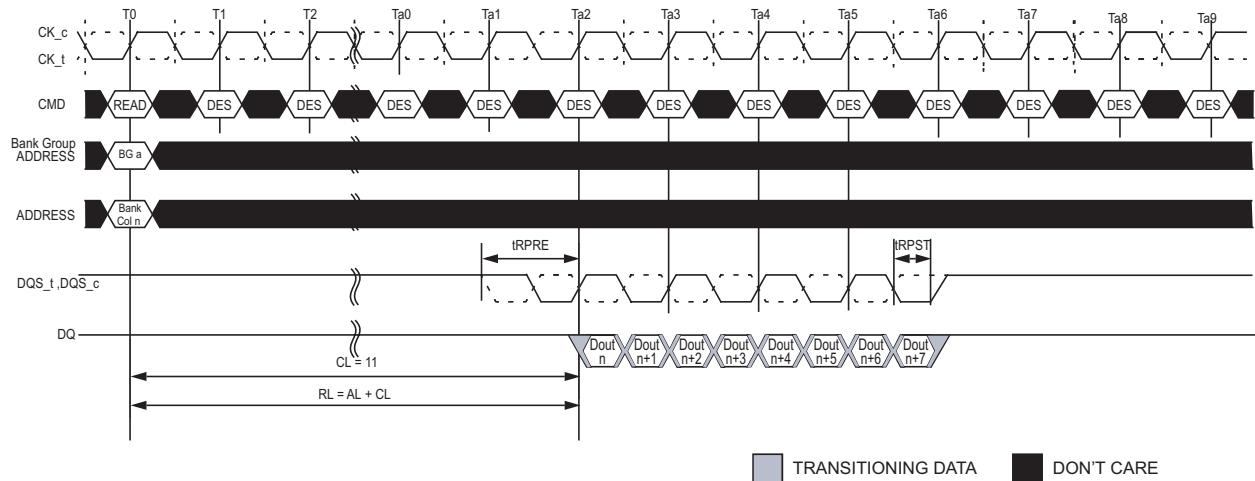 T0 T1 T2 Ta0 Ta1 Ta2 Ta3 Ta4 Ta5 Ta6 Ta7 Ta8 Ta9
CK_c
CK_t
CMD READ DES DES DES DES DES DES DES DES DES DES DES DES
Bank Group
ADDRESS BG a
ADDRESS Bank
Col n
tRPRE tRPST
DQS_t ,DQS_c
DQ
Dout Dout Dout Dout Dout Dout Dout Dout
n n+1 n+2 n+3 n+4 n+5 n+6 n+7
CL = 11
RL = AL + CL
TRANSITIONING DATA DON'T CARE